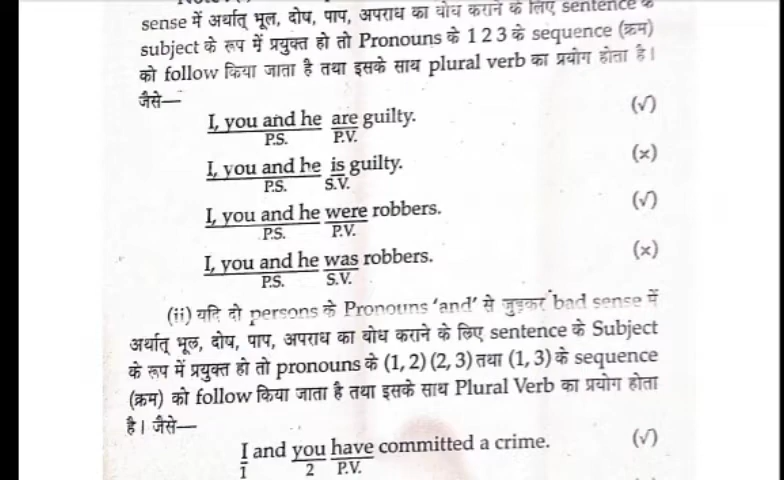 sense में अर्थात् भूल, दोष, पाप, अपराध का बोध कराने के लिए sentence के
subject के रूप में प्रयुक्त हो तो Pronouns के 1 2 3 के sequence (क्रम)
को follow किया जाता है तथा इसके साथ plural verb का प्रयोग होता है।
जैसे—
I, you and he are guilty. (√)
P.S. P.V.
I, you and he is guilty. (×)
P.S. S.V.
I, you and he were robbers. (√)
P.S. P.V.
I, you and he was robbers. (×)
P.S. S.V.
(ii) यदि दो persons के Pronouns 'and' से जुड़कर bad sense में
अर्थात् भूल, दोष, पाप, अपराध का बोध कराने के लिए sentence के Subject
के रूप में प्रयुक्त हो तो pronouns के (1, 2) (2, 3) तथा (1, 3) के sequence
(क्रम) को follow किया जाता है तथा इसके साथ Plural Verb का प्रयोग होता
है। जैसे—
I and you have committed a crime. (√)
1 2 P.V.